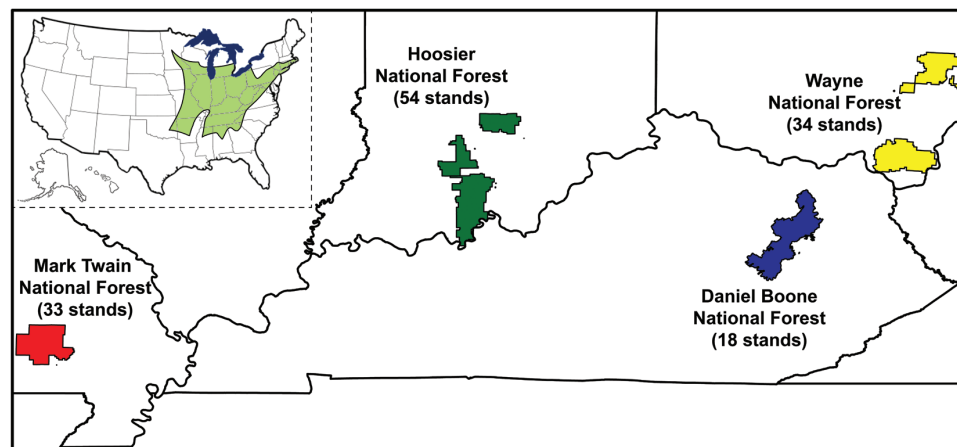 Hoosier
National Forest
(54 stands)
Wayne
National Forest
(34 stands)
Mark Twain
National Forest
(33 stands)
Daniel Boone
National Forest
(18 stands)